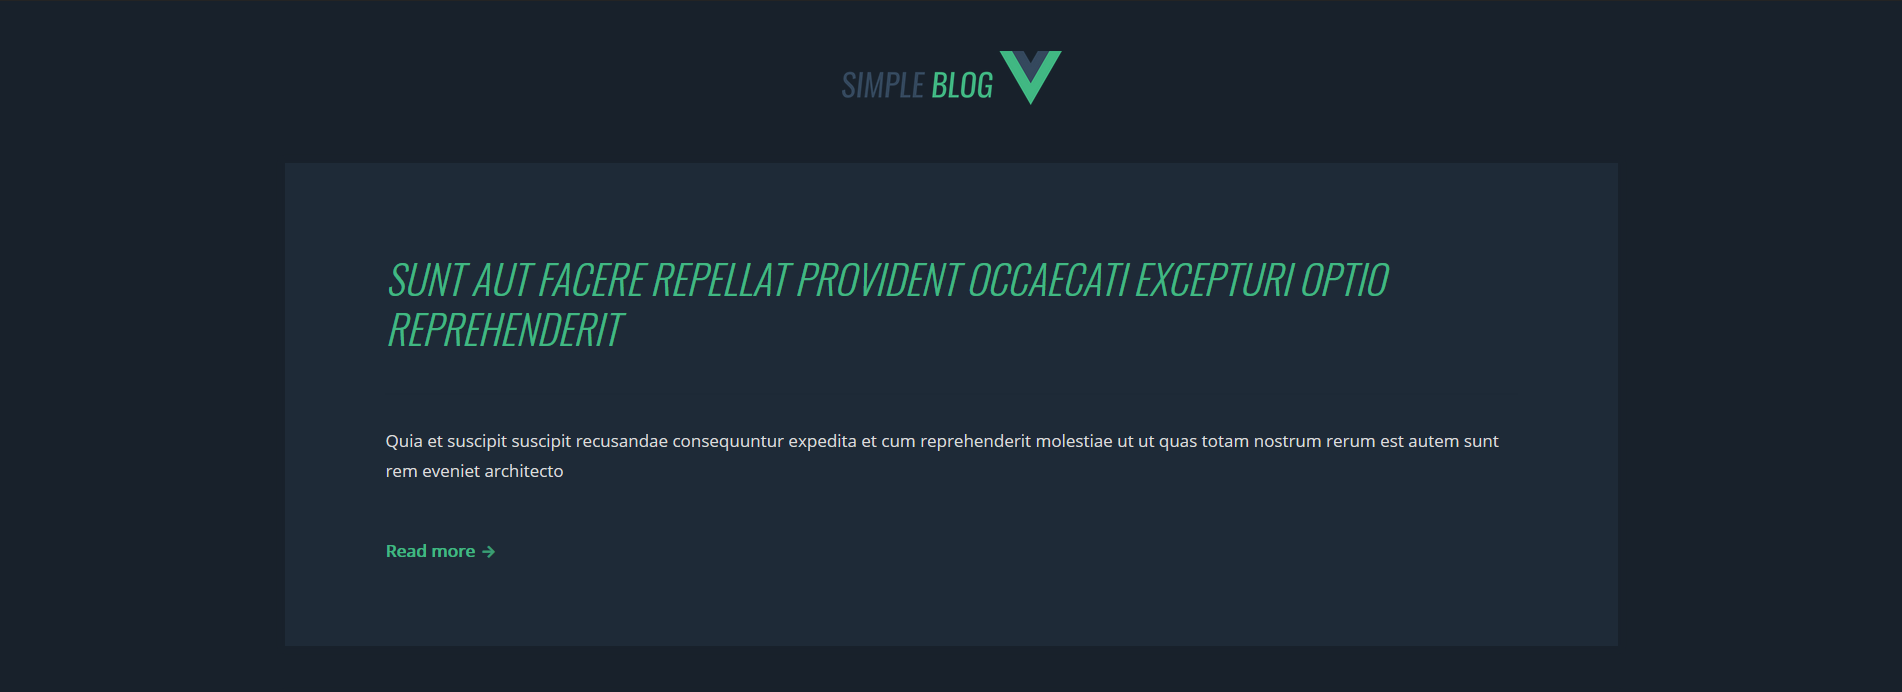 SIMPLE BLOG
SUNT AUT FACERE REPELLAT PROVIDENT OCCAECATI EXCEPTURI OPTIO
REPREHENDERIT
Quia et suscipit suscipit recusandae consequuntur expedita et cum reprehenderit molestiae ut ut quas totam nostrum rerum est autem sunt
rem eveniet architecto
Read more →